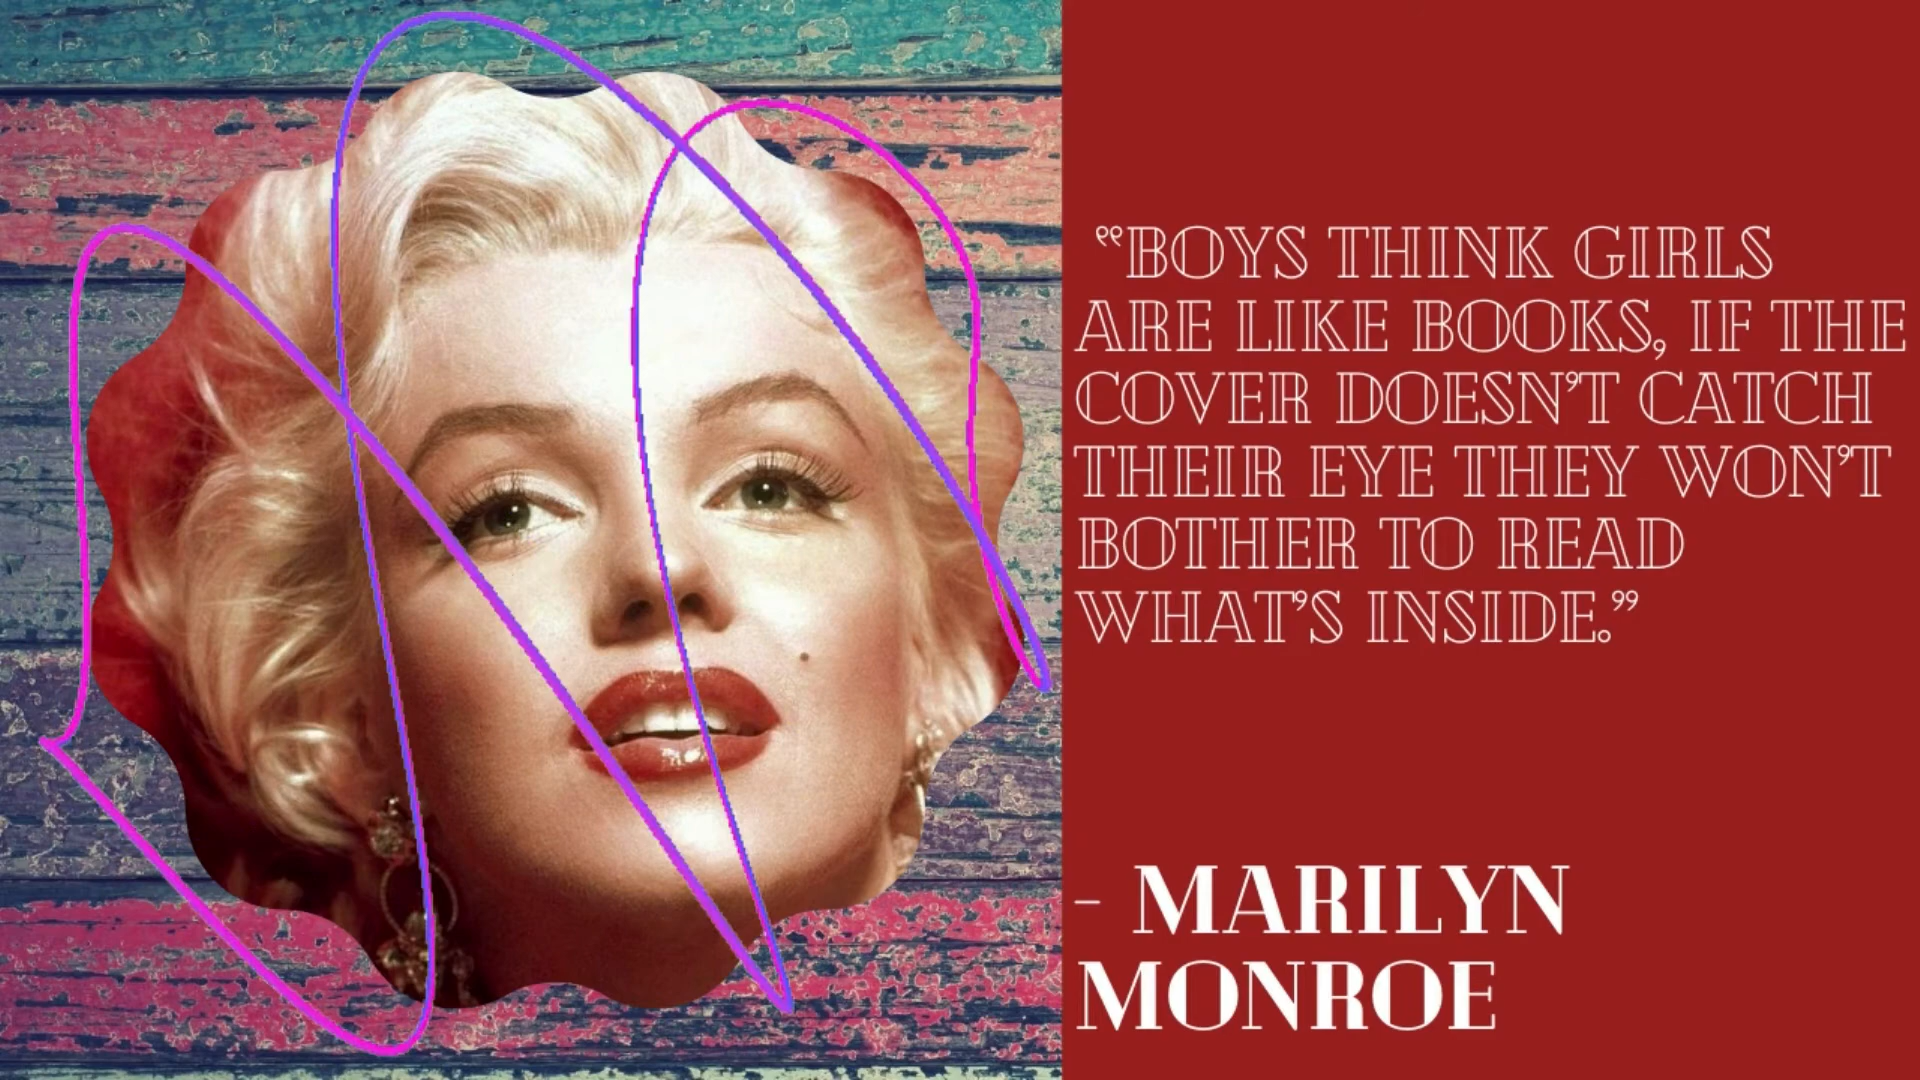 “BOYS THINK GIRLS
ARE LIKE BOOKS, IF THE
COVER DOESN’T CATCH
THEIR EYE THEY WON’T
BOTHER TO READ
WHAT’S INSIDE.”
- MARILYN
MONROE